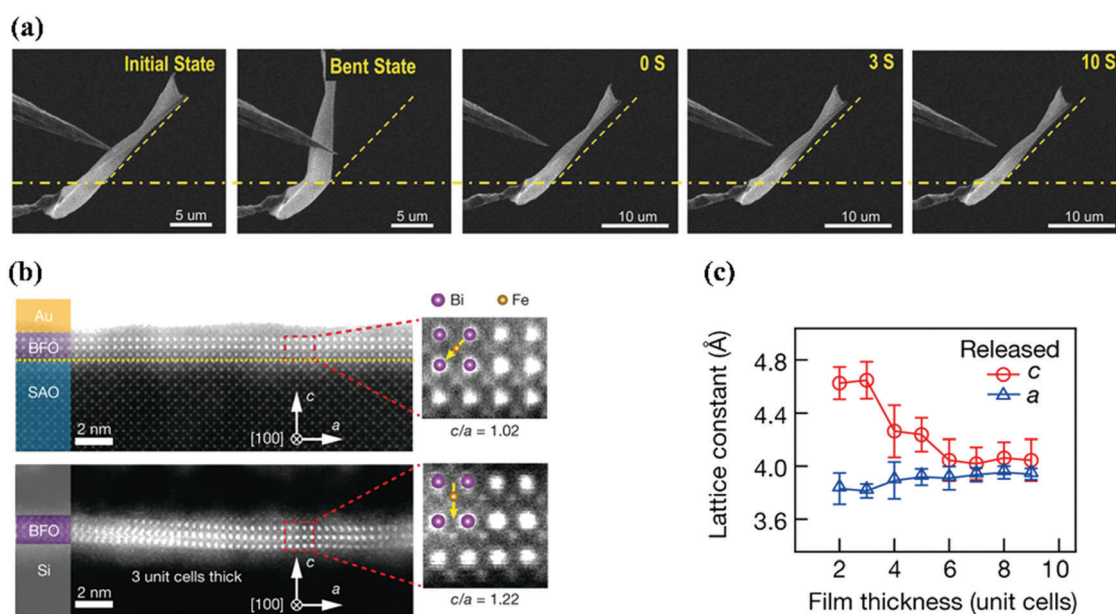 (a)
Initial State
Bent State
0 S
3 S
10 S
5 um
5 um
10 um
10 um
10 um
(b)
Au
BFO
SAO
2 nm
c
[100]
a
Bi
Fe
c/a = 1.02
BFO
Si
2 nm
3 unit cells thick
c
[100]
a
c/a = 1.22
(c)
Lattice constant (Å)
4.8
4.4
4.0
3.6
Released
c
a
2 4 6 8 10
Film thickness (unit cells)